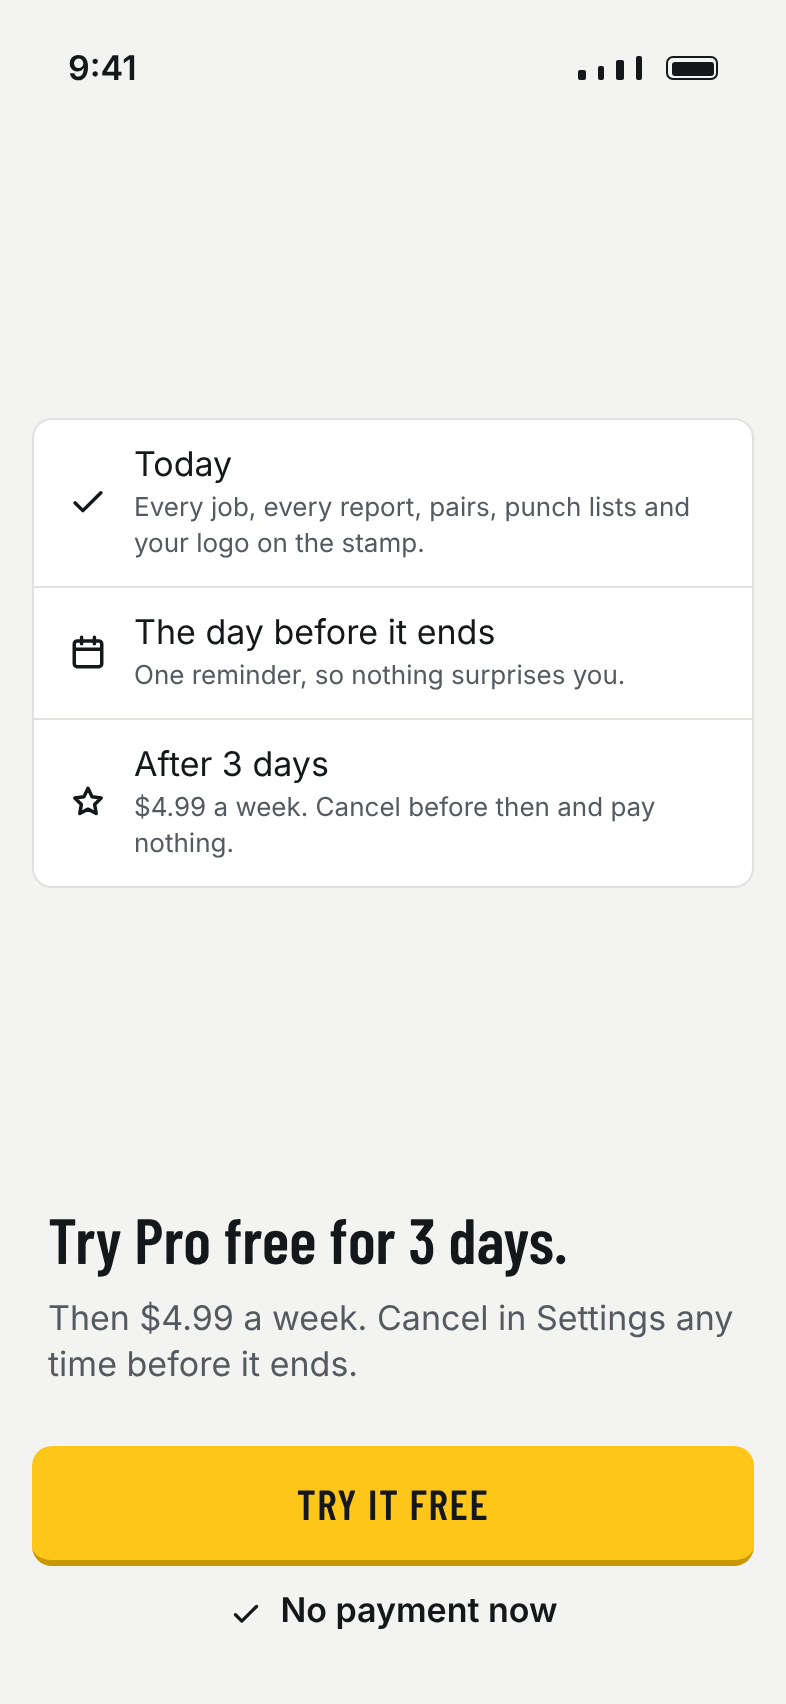 9:41
Today
Every job, every report, pairs, punch lists and
your logo on the stamp.
The day before it ends
One reminder, so nothing surprises you.
After 3 days
$4.99 a week. Cancel before then and pay
nothing.
Try Pro free for 3 days.
Then $4.99 a week. Cancel in Settings any
time before it ends.
TRY IT FREE
No payment now